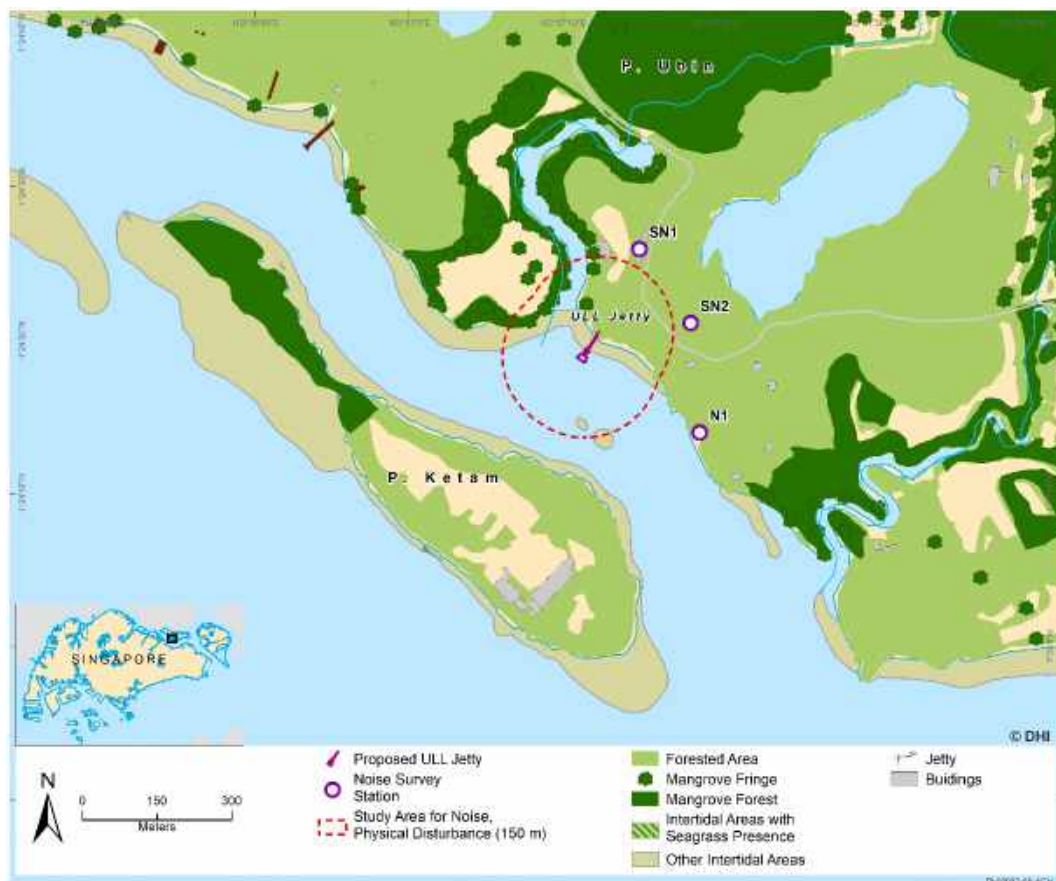 P. Ubin
SN1
SN2
ULL Jetty
N1
P. Ketam
SINGAPORE
© DHI
N
0 150 300
Meters
Proposed ULL Jetty
Noise Survey
Station
Study Area for Noise,
Physical Disturbance (150 m)
Forested Area
Mangrove Fringe
Mangrove Forest
Intertidal Areas with
Seagrass Presence
Other Intertidal Areas
Jetty
Buidings